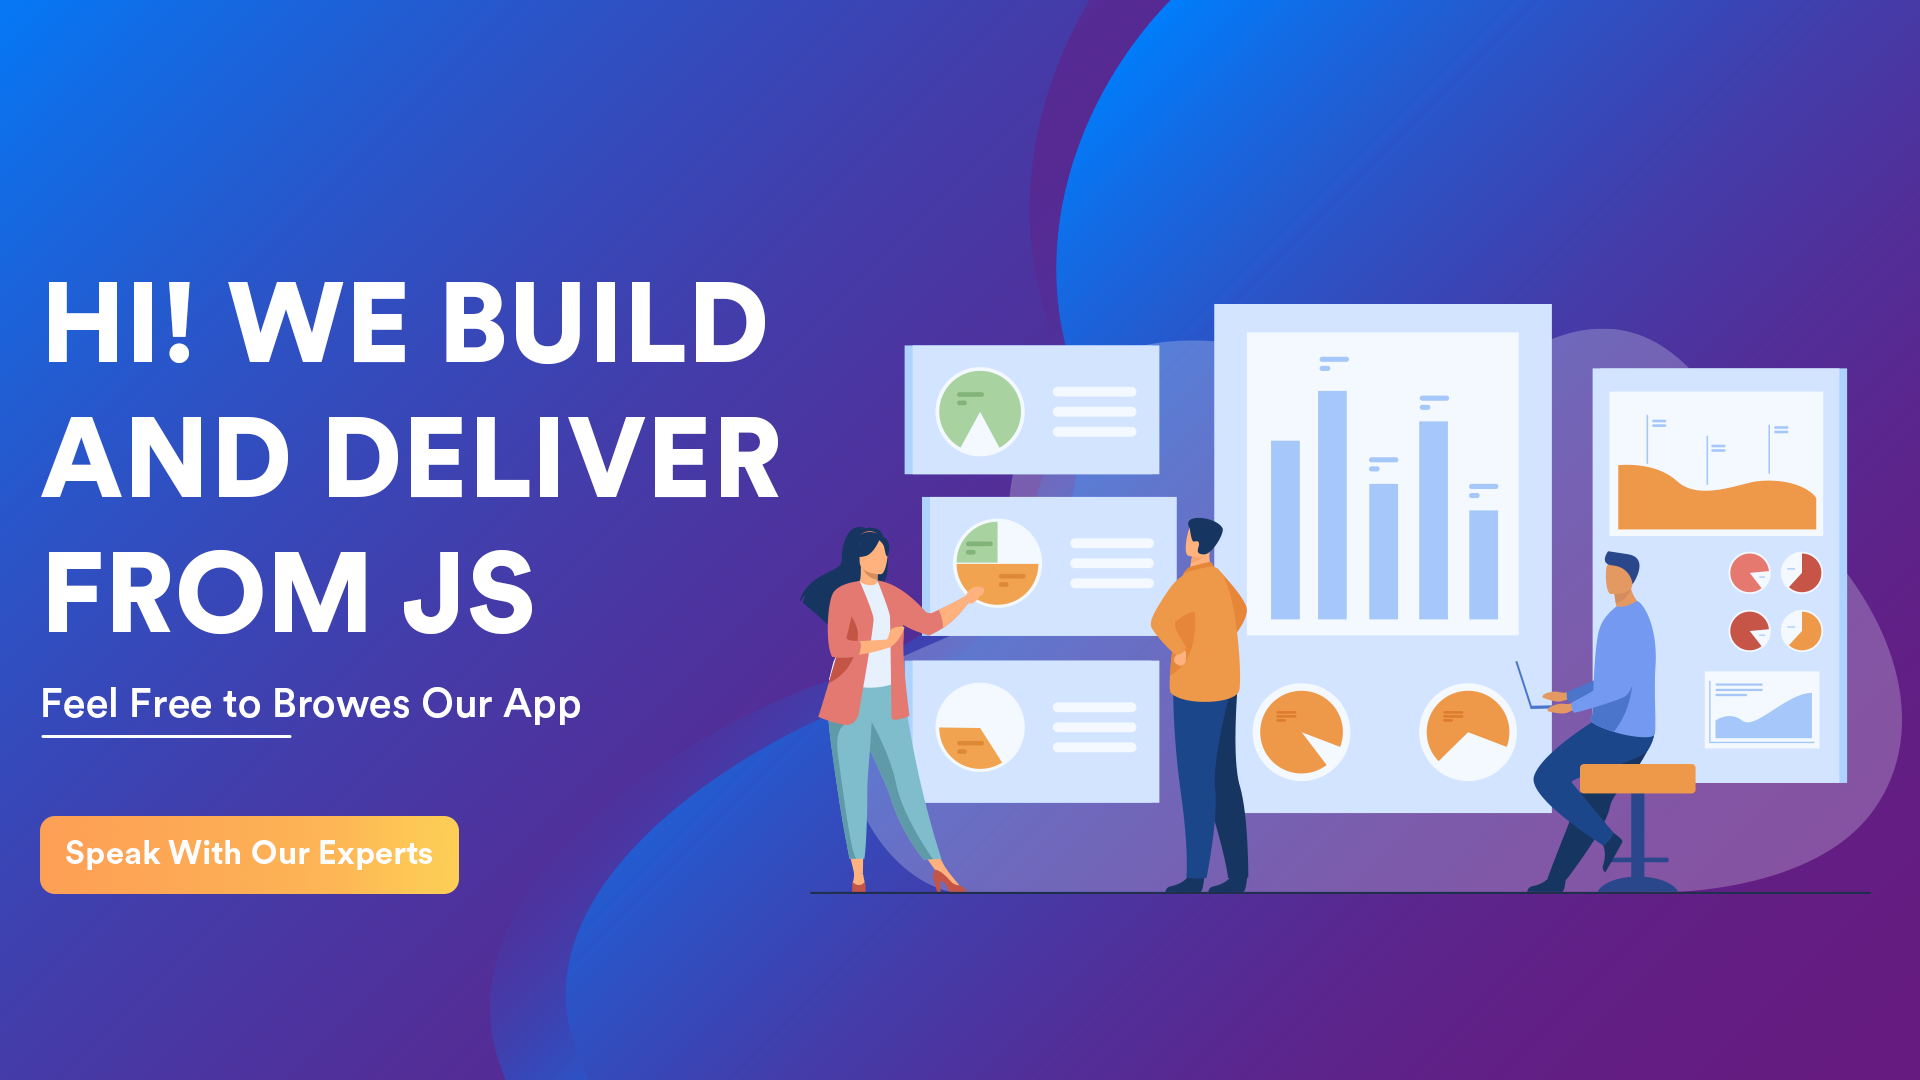 HI! WE BUILD
AND DELIVER
FROM JS
Feel Free to Browes Our App
Speak With Our Experts